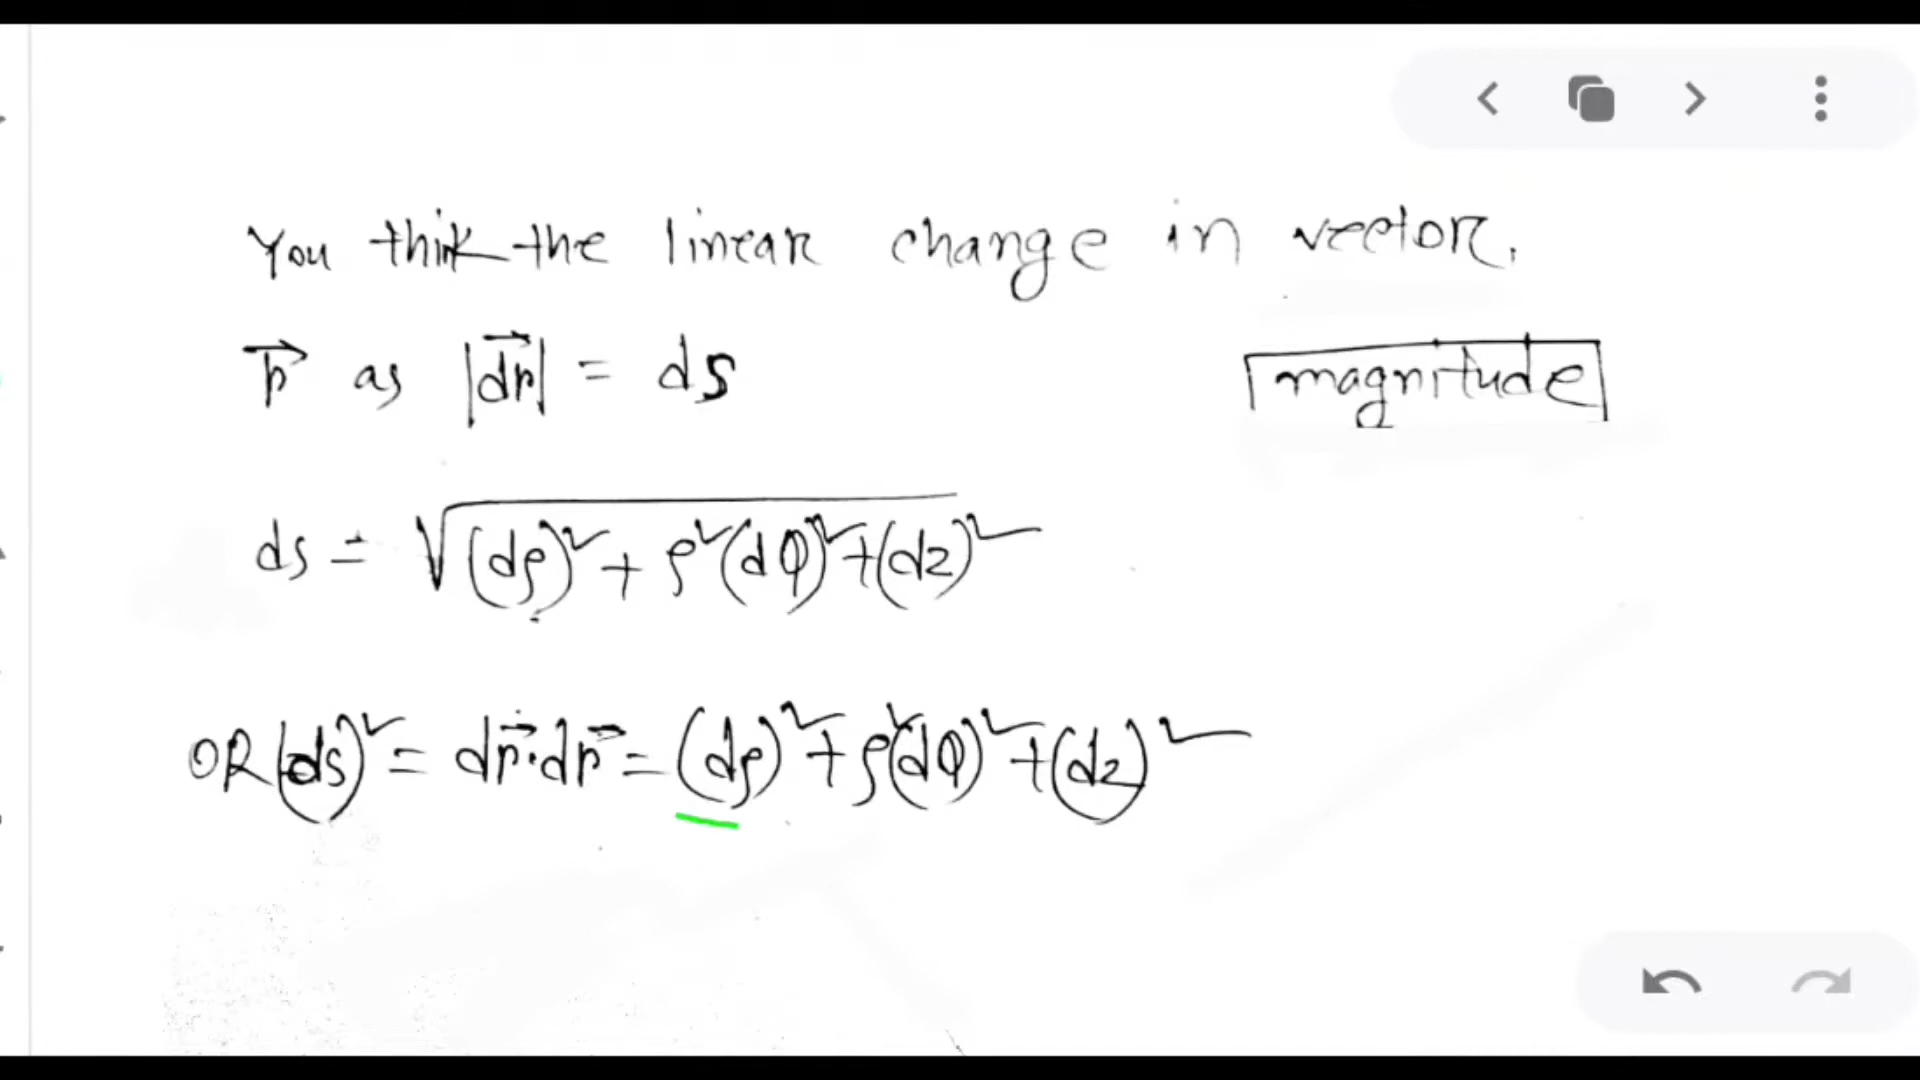 You think the linear change in vector.
r⃗ as |dr⃗| = ds
magnitude
ds = √(dρ)² + ρ²(dφ)² + (dz)²
OR (ds)² = dr⃗·dr⃗ = (dρ)² + ρ²(dφ)² + (dz)²